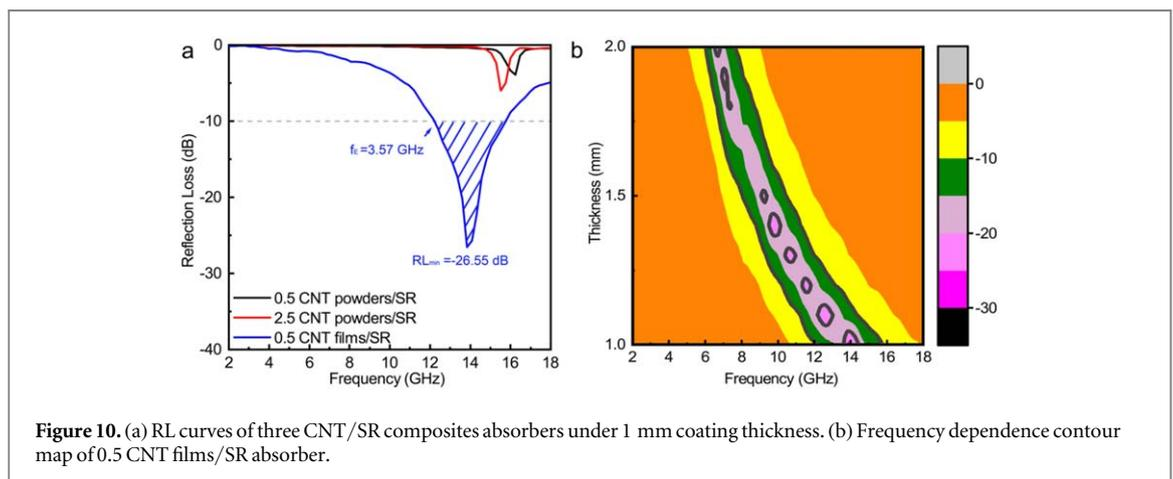 a
0
-10
-20
-30
-40
Reflection Loss (dB)
fE =3.57 GHz
RLmin =-26.55 dB
0.5 CNT powders/SR
2.5 CNT powders/SR
0.5 CNT films/SR
2 4 6 8 10 12 14 16 18
Frequency (GHz)
b
2.0
1.5
1.0
Thickness (mm)
2 4 6 8 10 12 14 16 18
Frequency (GHz)
0
-10
-20
-30
Figure 10. (a) RL curves of three CNT/SR composites absorbers under 1 mm coating thickness. (b) Frequency dependence contour
map of 0.5 CNT films/SR absorber.